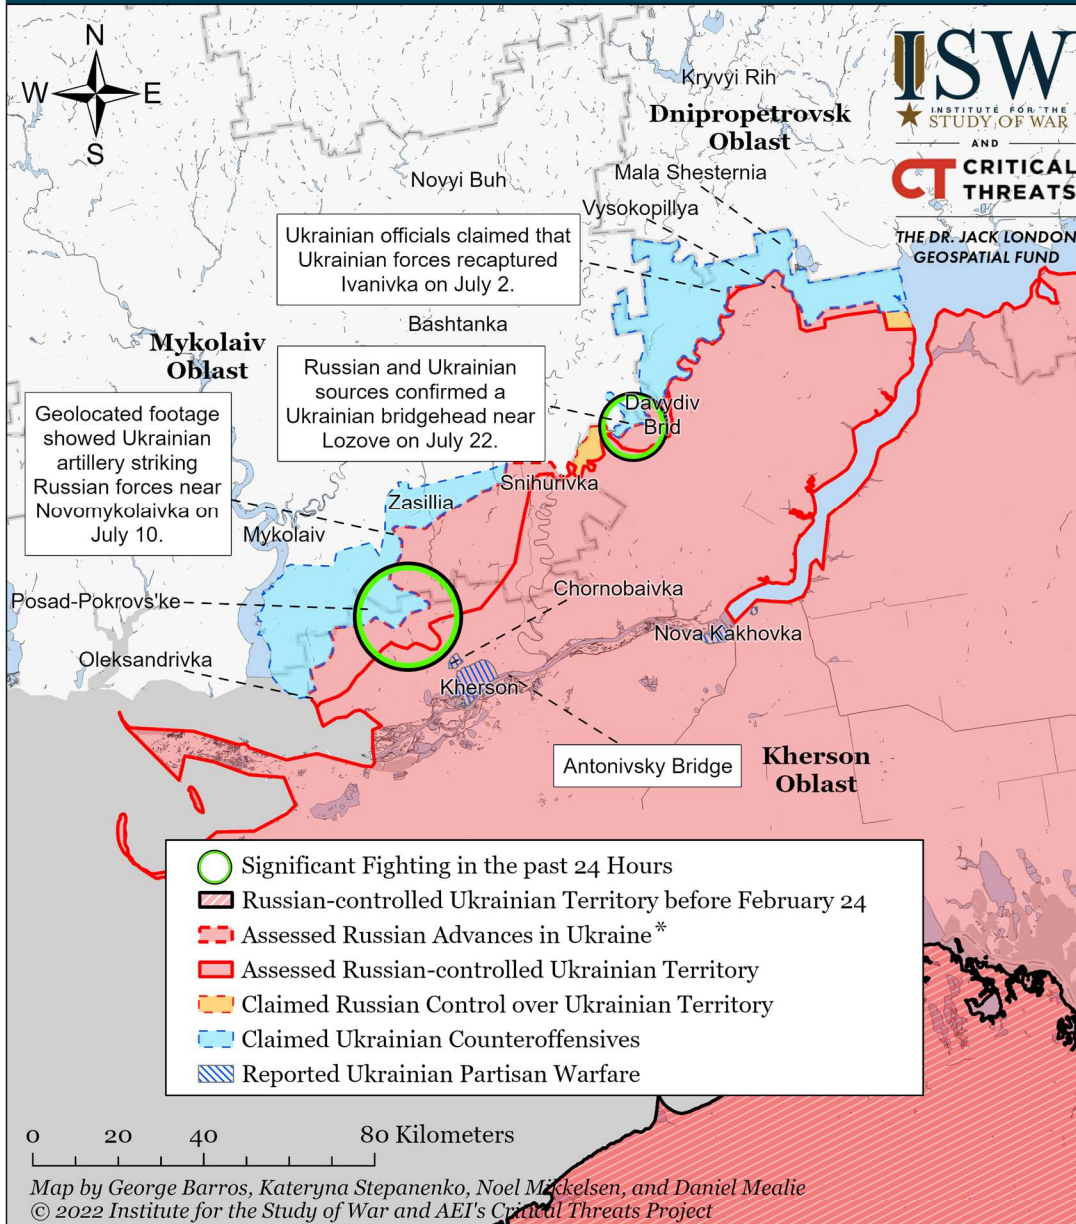 N
W E
S
ISW
INSTITUTE FOR THE
STUDY OF WAR
AND
CT CRITICAL
THREATS
THE DR. JACK LONDON
GEOSPATIAL FUND
Kryvyi Rih
Dnipropetrovsk
Oblast
Mala Shesternia
Novyi Buh
Vysokopillya
Ukrainian officials claimed that
Ukrainian forces recaptured
Ivanivka on July 2.
Bashtanka
Mykolaiv
Oblast
Russian and Ukrainian
sources confirmed a
Ukrainian bridgehead near
Lozove on July 22.
Davydiv
Brid
Geolocated footage
showed Ukrainian
artillery striking
Russian forces near
Novomykolaivka on
July 10.
Snihurivka
Zasillia
Mykolaiv
Chornobaivka
Posad-Pokrovs'ke
Nova Kakhovka
Oleksandrivka
Kherson
Antonivsky Bridge
Kherson
Oblast
Significant Fighting in the past 24 Hours
Russian-controlled Ukrainian Territory before February 24
Assessed Russian Advances in Ukraine*
Assessed Russian-controlled Ukrainian Territory
Claimed Russian Control over Ukrainian Territory
Claimed Ukrainian Counteroffensives
Reported Ukrainian Partisan Warfare
0 20 40 80 Kilometers
Map by George Barros, Kateryna Stepanenko, Noel Mikkelsen, and Daniel Mealie
© 2022 Institute for the Study of War and AEI's Critical Threats Project